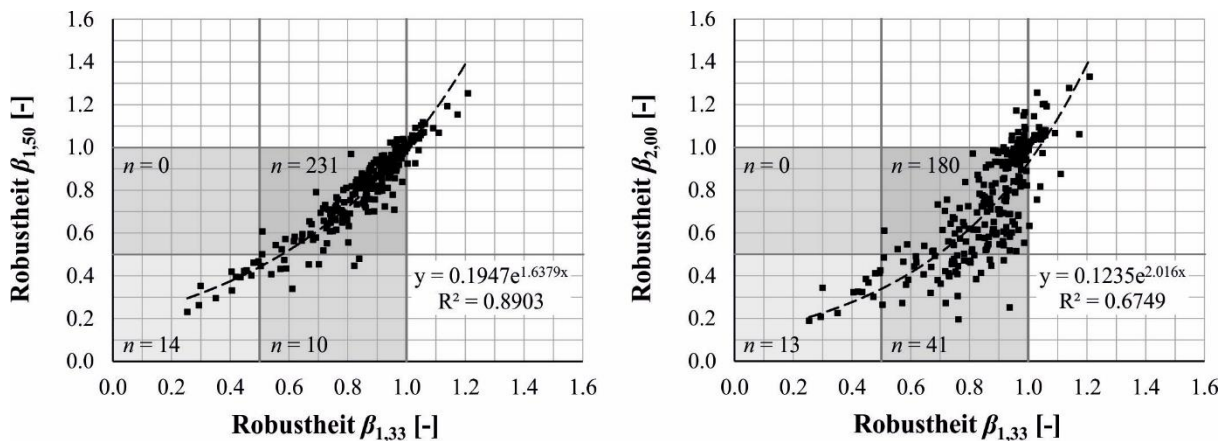 Robustheit β1,50 [-]
1.6
1.4
1.2
1.0
0.8
0.6
0.4
0.2
0.0
n = 0
n = 231
y = 0.1947e^1.6379x
R² = 0.8903
n = 14
n = 10
0.0 0.2 0.4 0.6 0.8 1.0 1.2 1.4 1.6
Robustheit β1,33 [-]
Robustheit β2,00 [-]
1.6
1.4
1.2
1.0
0.8
0.6
0.4
0.2
0.0
n = 0
n = 180
y = 0.1235e^2.016x
R² = 0.6749
n = 13
n = 41
0.0 0.2 0.4 0.6 0.8 1.0 1.2 1.4 1.6
Robustheit β1,33 [-]